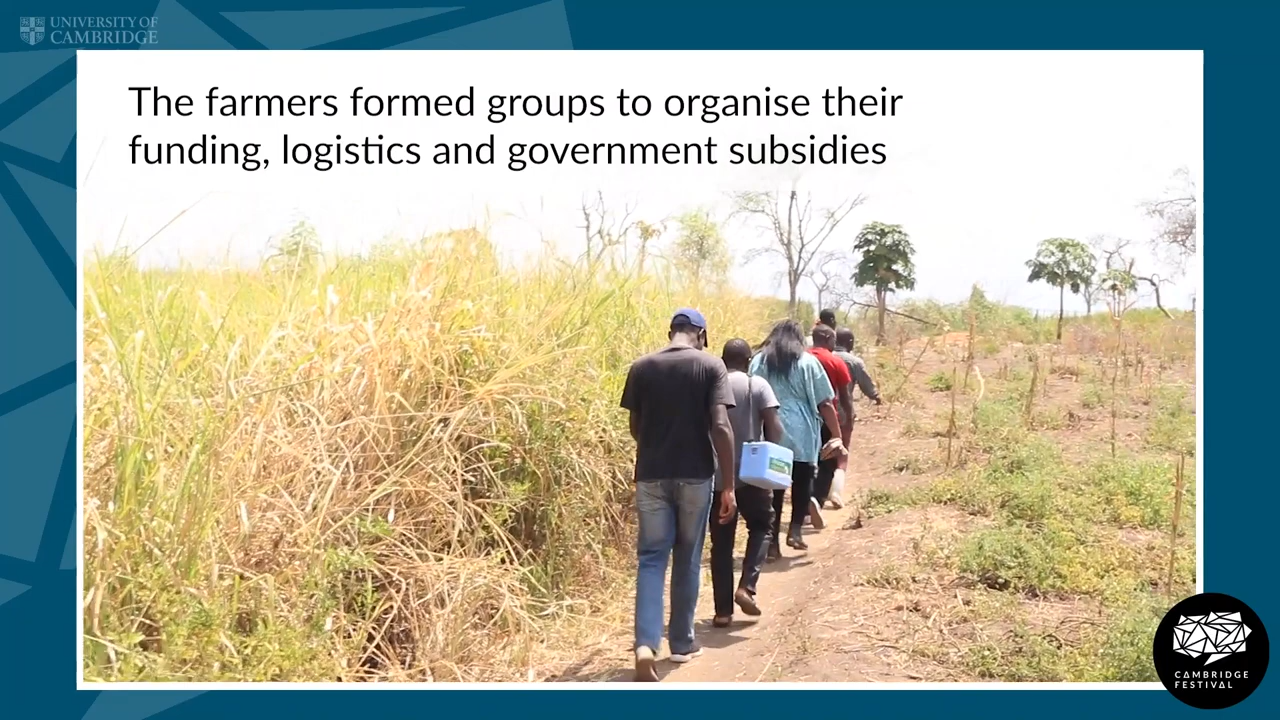 UNIVERSITY OF
CAMBRIDGE
The farmers formed groups to organise their
funding, logistics and government subsidies
CAMBRIDGE
FESTIVAL